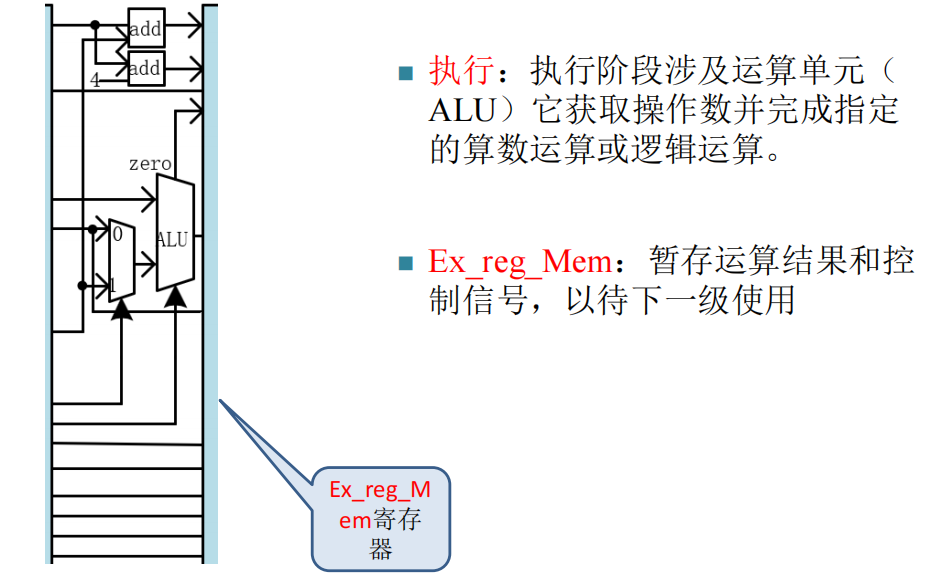 add
add
4
zero
0
ALU
1
执行：执行阶段涉及运算单元（
ALU）它获取操作数并完成指定
的算数运算或逻辑运算。
Ex_reg_Mem：暂存运算结果和控
制信号，以待下一级使用
Ex_reg_M
em寄存
器